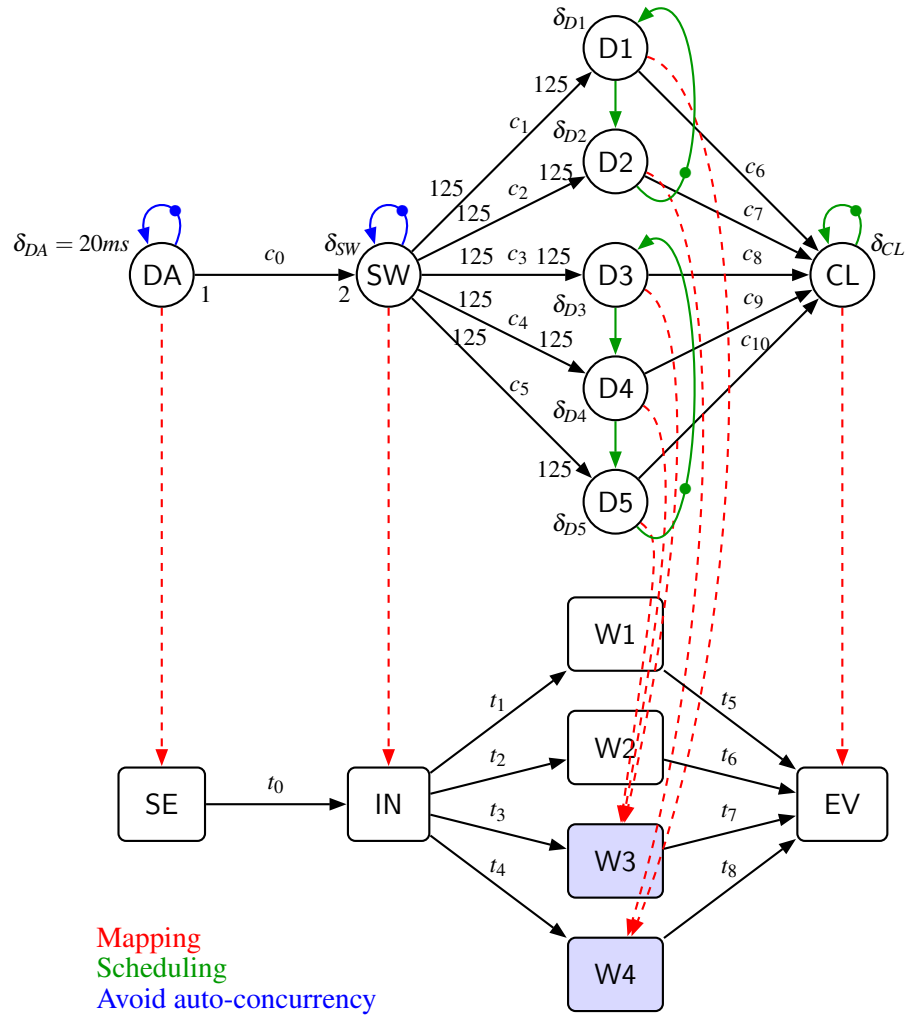 δD1
D1
125
c1
δD2
D2
c6
125
125
c2
125
c7
δDA = 20ms
DA
1
c0
δSW
SW
2
125
c3
125
D3
c8
δCL
CL
125
c4
δD3
c9
125
125
D4
c10
c5
δD4
125
D5
δD5
W1
t1
t5
W2
t2
t6
SE
t0
IN
EV
t3
t7
W3
t4
t8
W4
Mapping
Scheduling
Avoid auto-concurrency